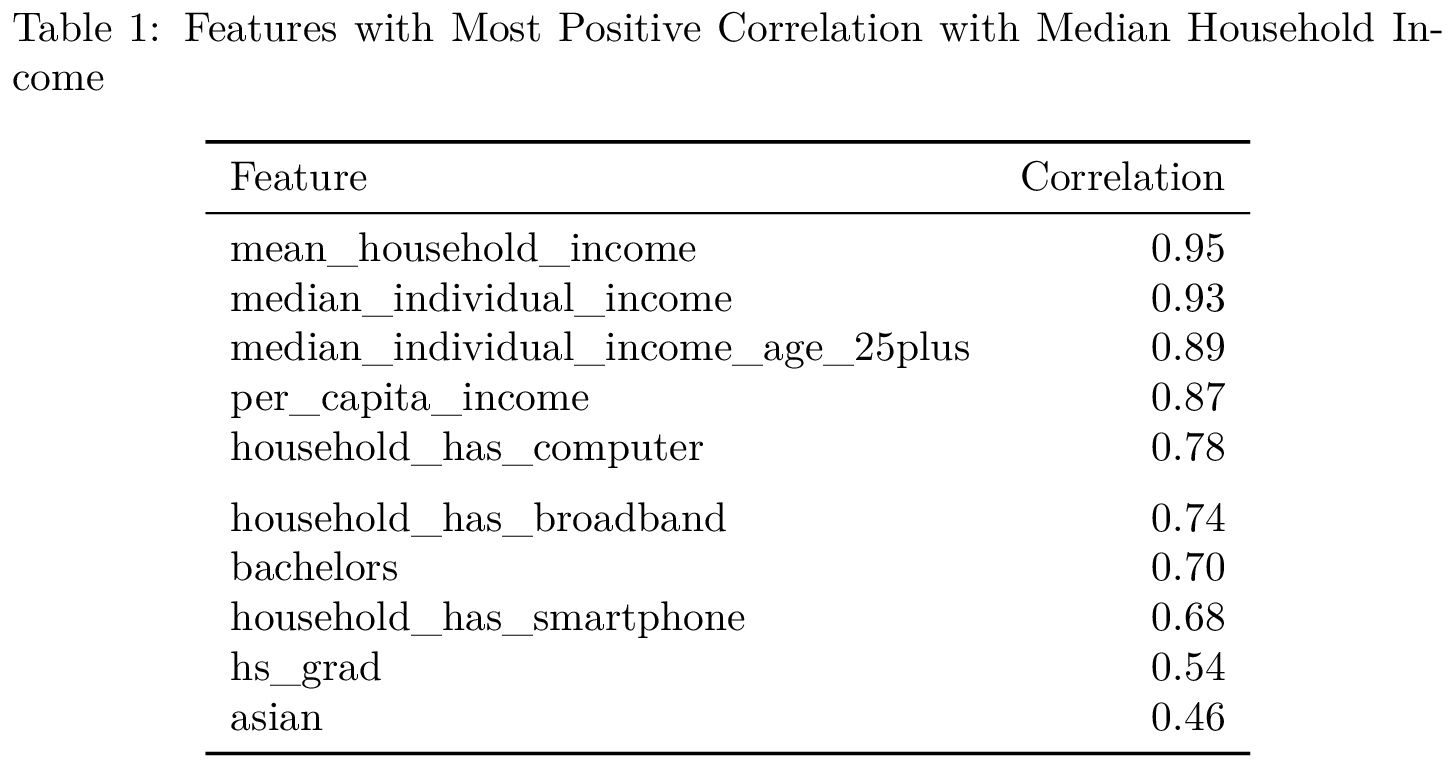 Table 1: Features with Most Positive Correlation with Median Household In-
come
Feature Correlation
mean_household_income 0.95
median_individual_income 0.93
median_individual_income_age_25plus 0.89
per_capita_income 0.87
household_has_computer 0.78
household_has_broadband 0.74
bachelors 0.70
household_has_smartphone 0.68
hs_grad 0.54
asian 0.46